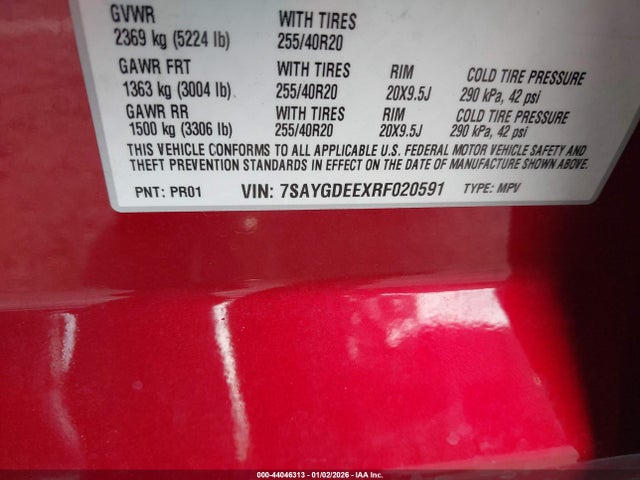 GVWR WITH TIRES
2369 kg (5224 lb) 255/40R20
GAWR FRT WITH TIRES RIM COLD TIRE PRESSURE
1363 kg (3004 lb) 255/40R20 20X9.5J 290 kPa, 42 psi
GAWR RR WITH TIRES RIM COLD TIRE PRESSURE
1500 kg (3306 lb) 255/40R20 20X9.5J 290 kPa, 42 psi
THIS VEHICLE CONFORMS TO ALL APPLICABLE U.S. FEDERAL MOTOR VEHICLE SAFETY AND
THEFT PREVENTION STANDARDS IN EFFECT ON THE DATE OF MANUFACTURE SHOWN ABOVE.
PNT: PR01 VIN: 7SAYGDEEXRF020591 TYPE: MPV
000-44046313 - 01/02/2026 - IAA Inc.